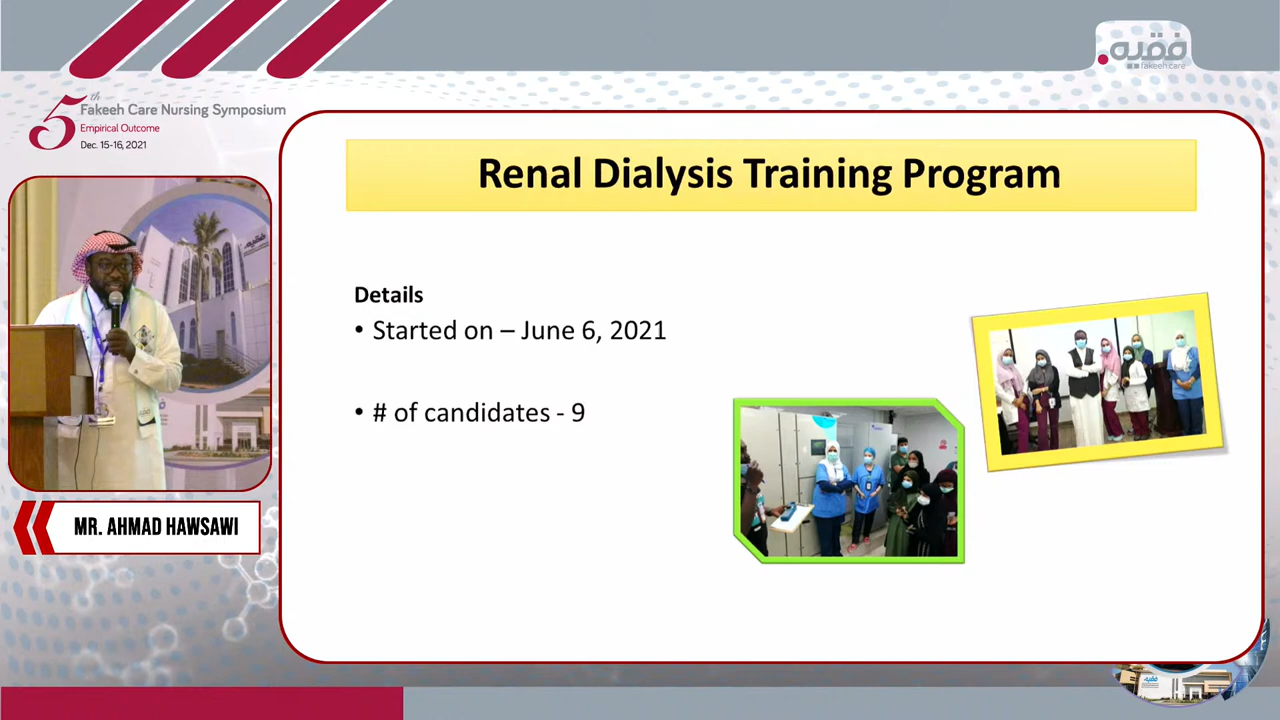 فقيه
fakeeh.care
5th Fakeeh Care Nursing Symposium
Empirical Outcome
Dec. 15-16, 2021
Renal Dialysis Training Program
Details
• Started on – June 6, 2021
• # of candidates - 9
MR. AHMAD HAWSAWI